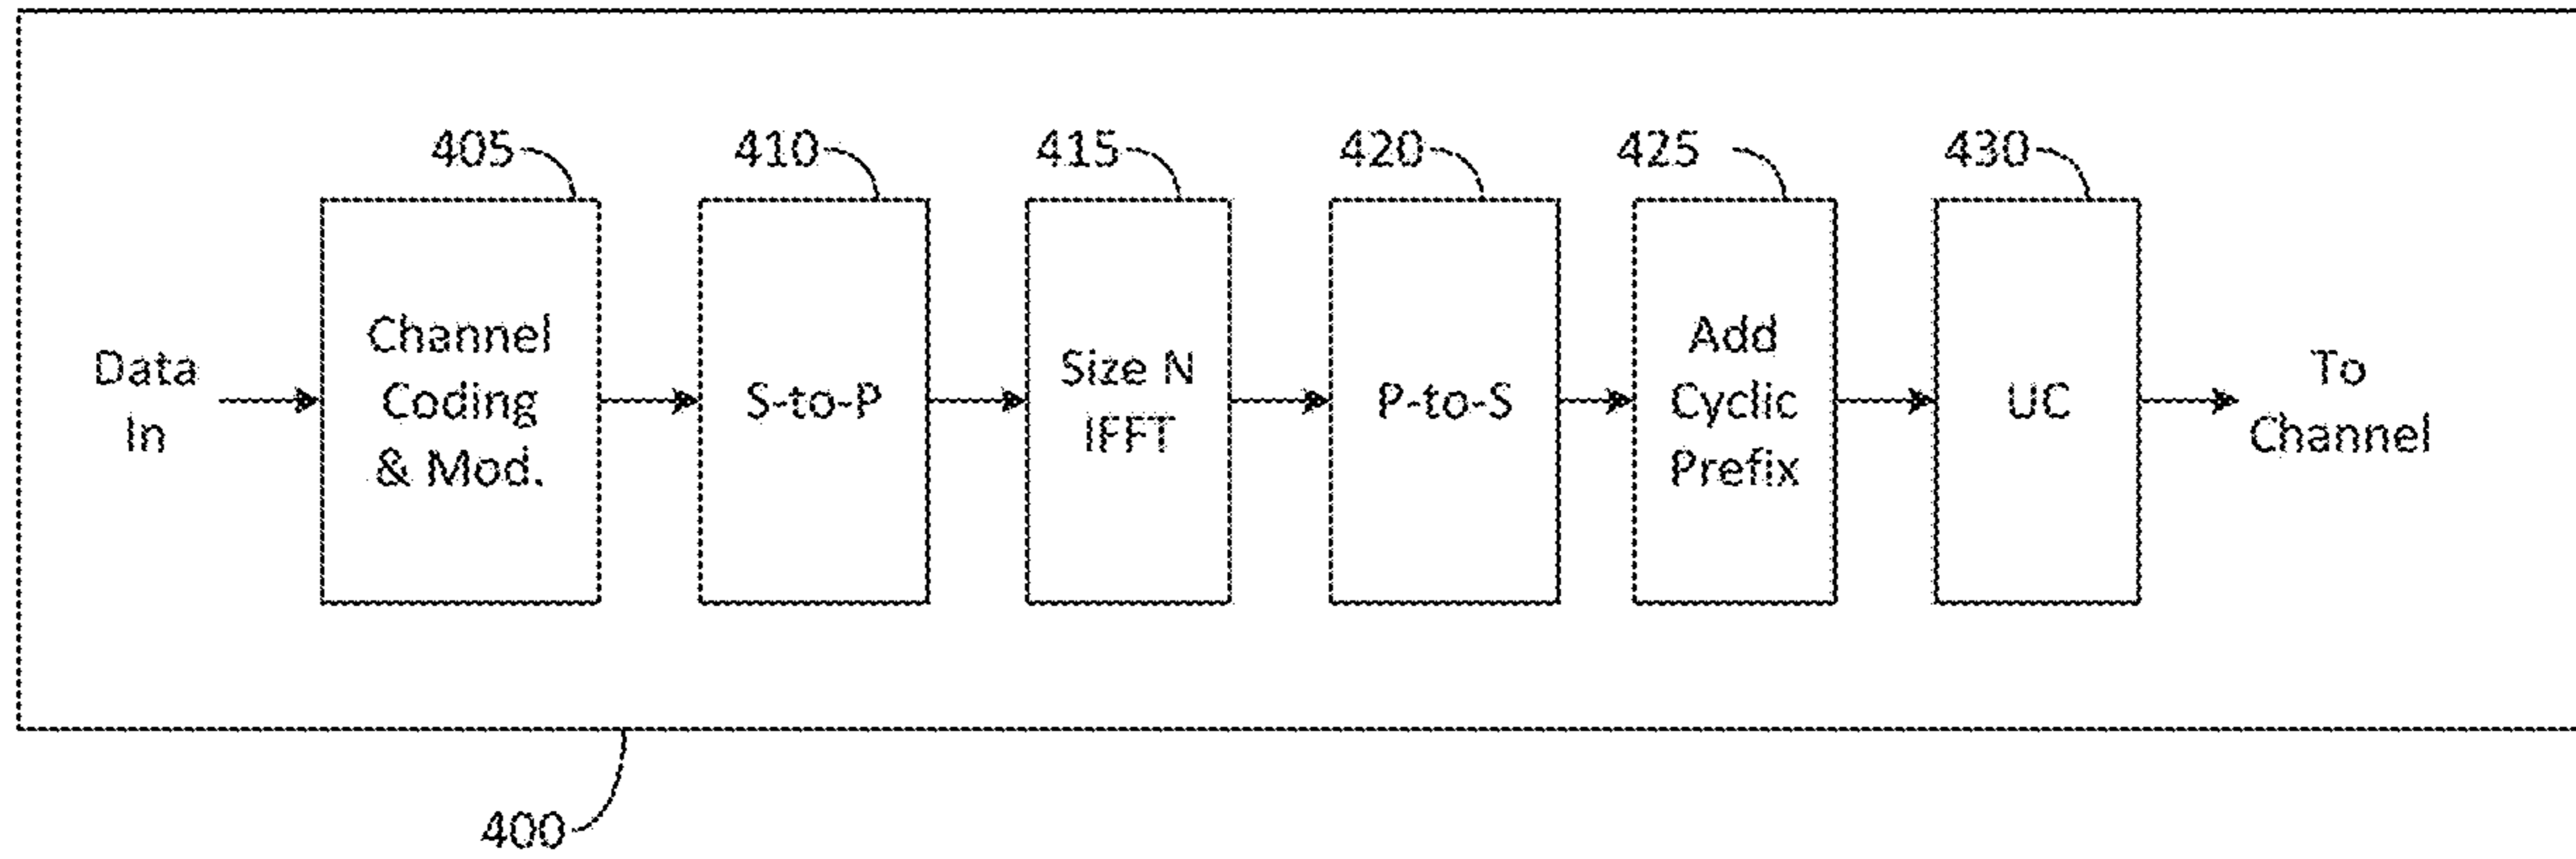 405
410
415
420
425
430
Data
In
Channel
Coding
& Mod.
S-to-P
Size N
IFFT
P-to-S
Add
Cyclic
Prefix
UC
To
Channel
400